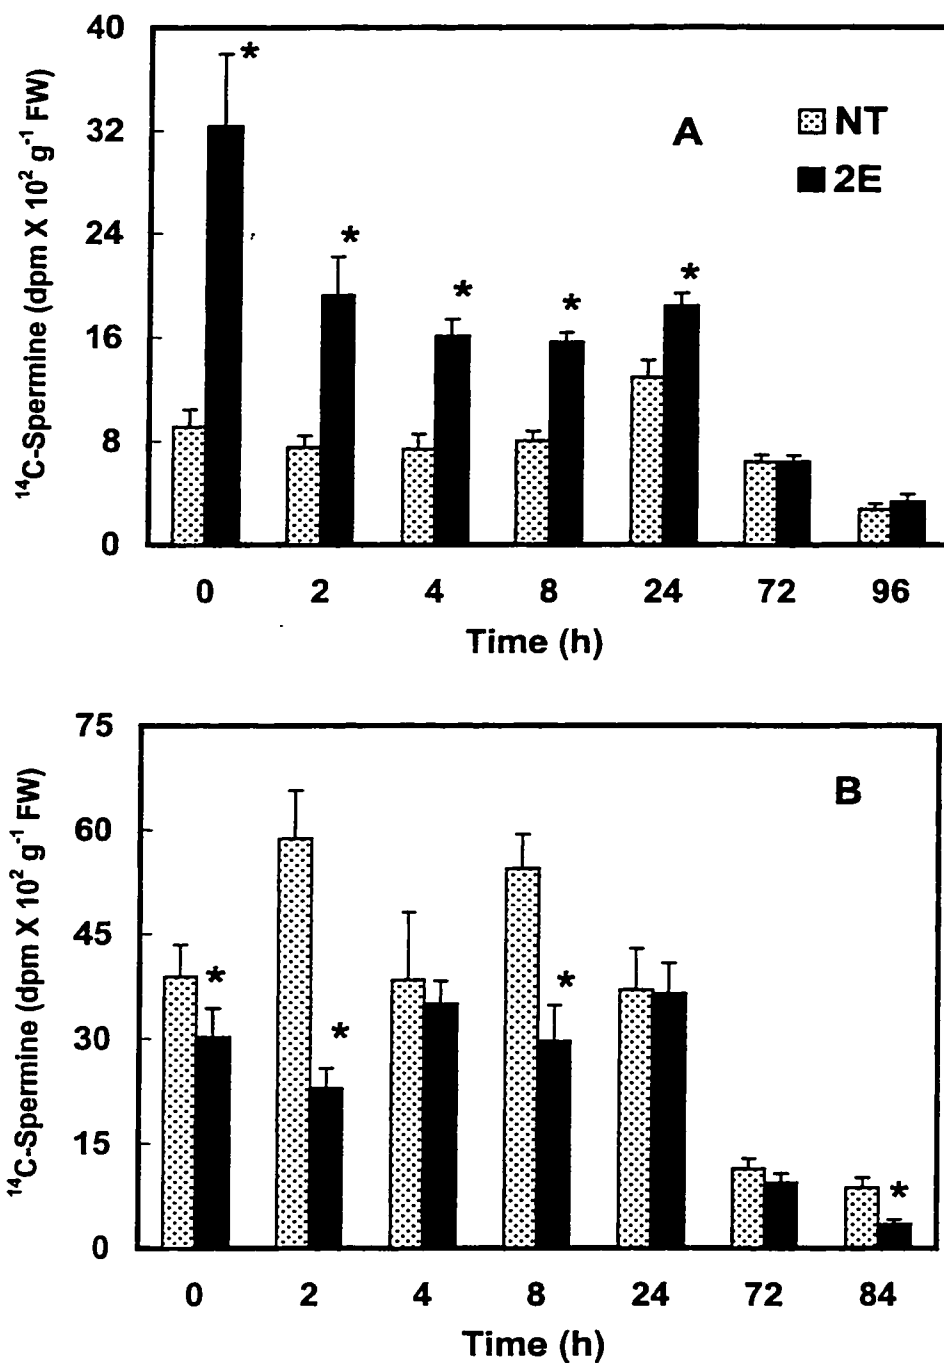 ¹⁴C-Spermine (dpm X 10² g⁻¹ FW)
40
32
24
16
8
0
A
NT
2E
*
*
*
*
*
0 2 4 8 24 72 96
Time (h)
¹⁴C-Spermine (dpm X 10² g⁻¹ FW)
75
60
45
30
15
0
B
*
*
*
*
0 2 4 8 24 72 84
Time (h)